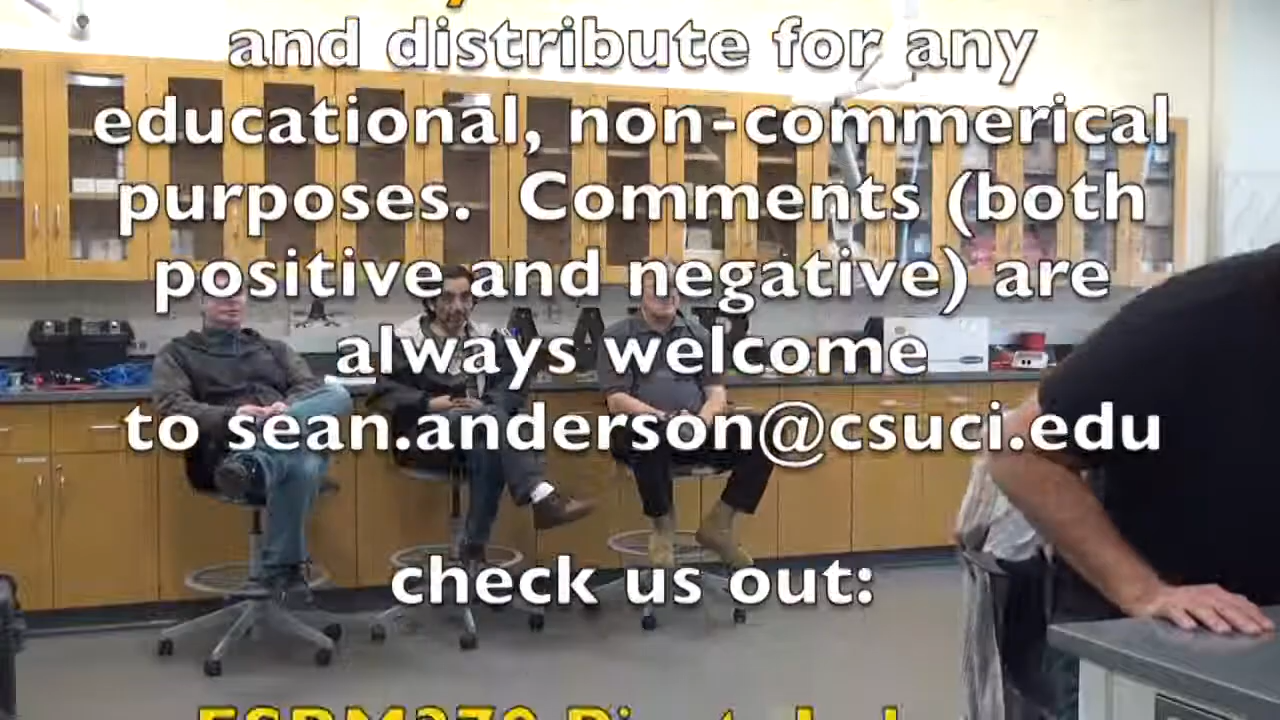 and distribute for any
educational, non-commerical
purposes. Comments (both
positive and negative) are
always welcome
to sean.anderson@csuci.edu
check us out: